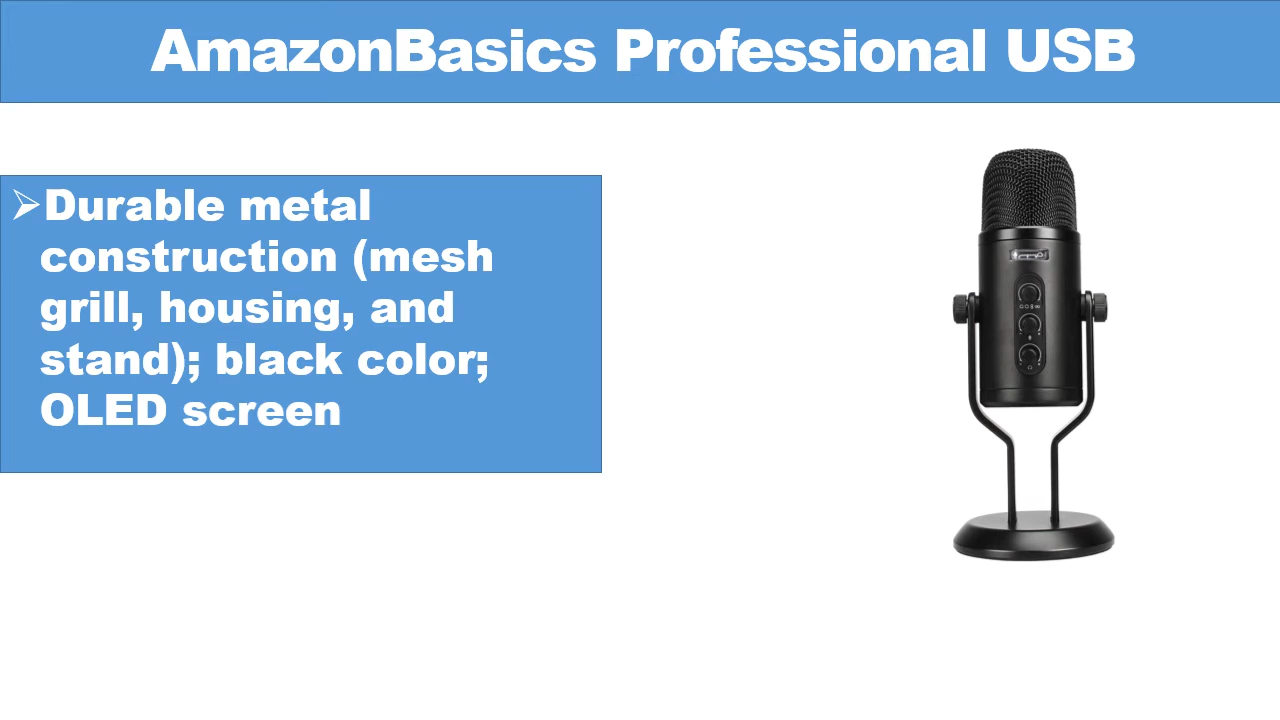 AmazonBasics Professional USB
Durable metal
construction (mesh
grill, housing, and
stand); black color;
OLED screen